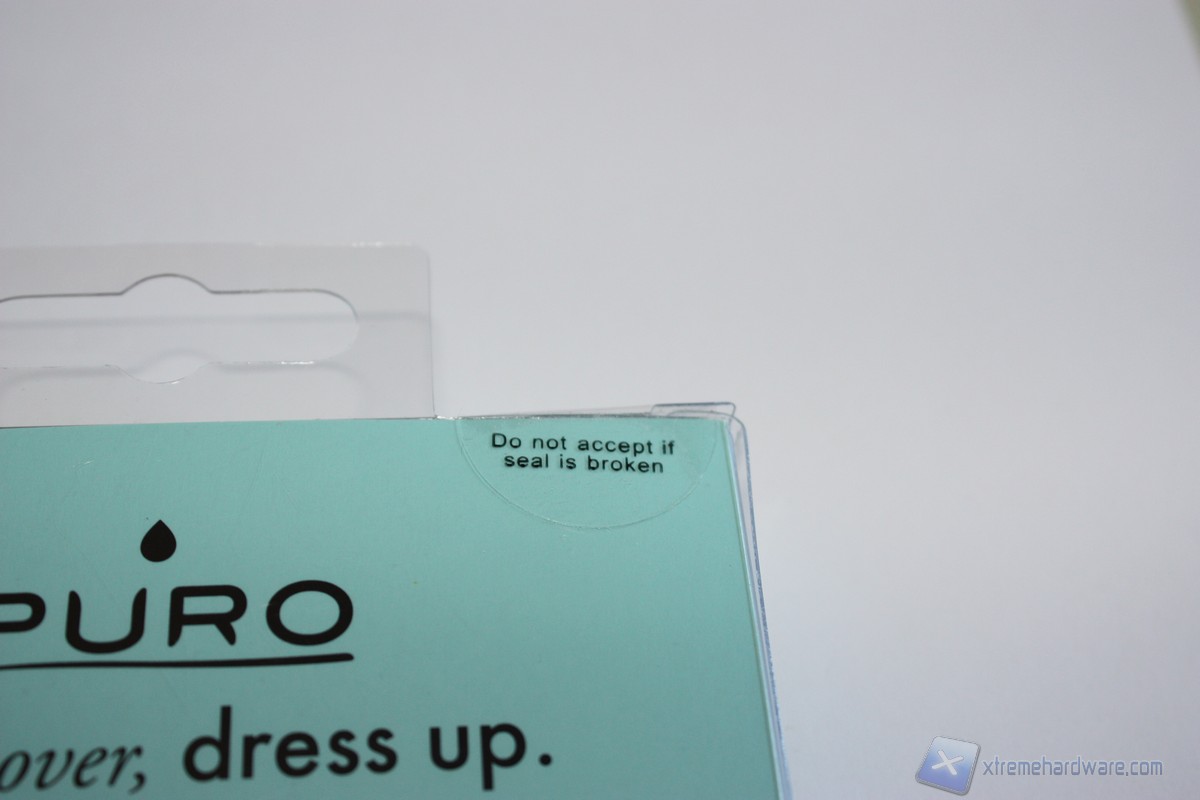 Do not accept if
seal is broken
PURO
over, dress up.
xtremehardware.com